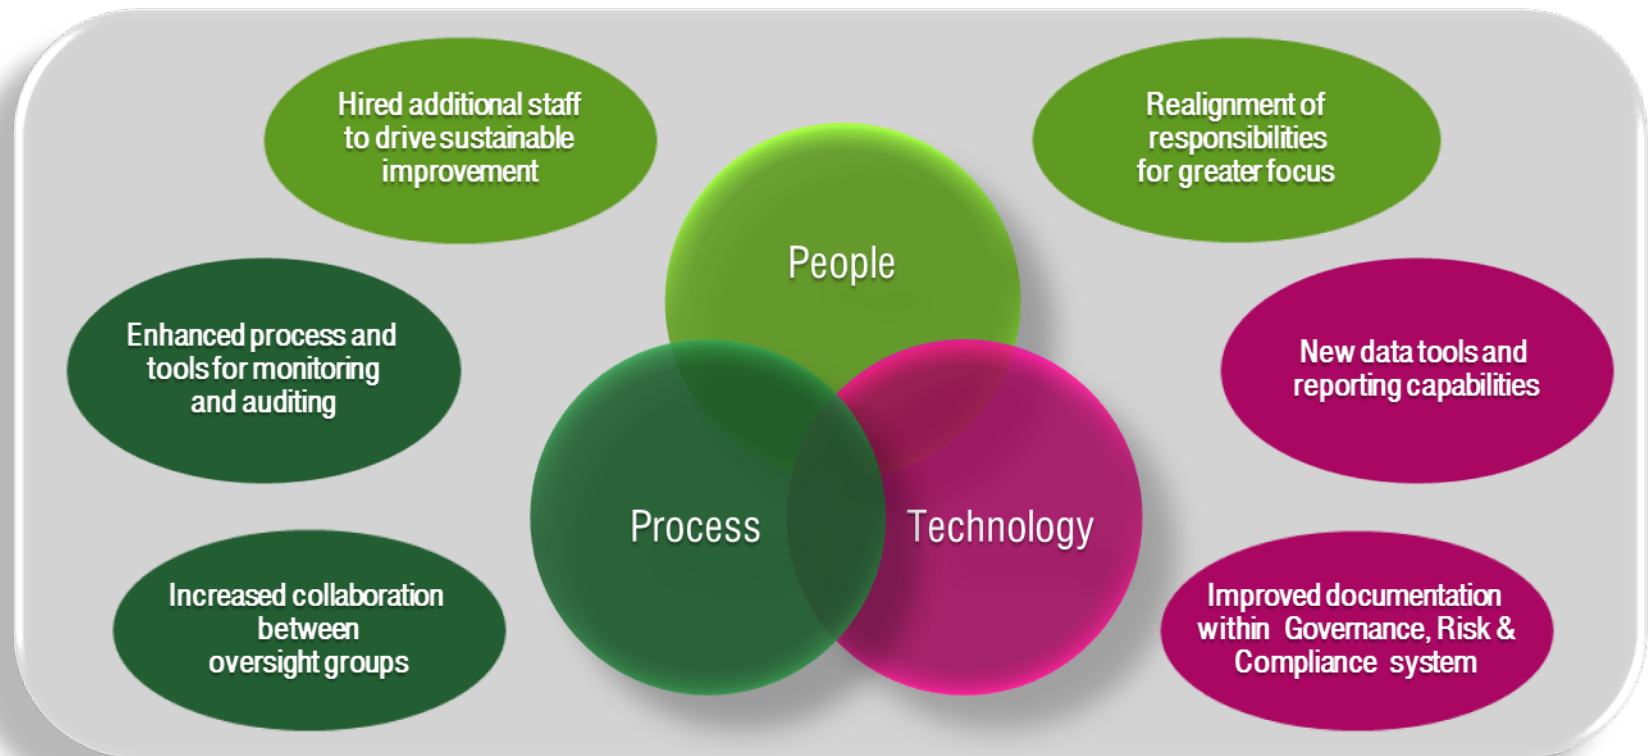 Hired additional staff
to drive sustainable
improvement
Realignment of
responsibilities
for greater focus
People
Enhanced process and
tools for monitoring
and auditing
New data tools and
reporting capabilities
Process
Technology
Increased collaboration
between
oversight groups
Improved documentation
within Governance, Risk &
Compliance system